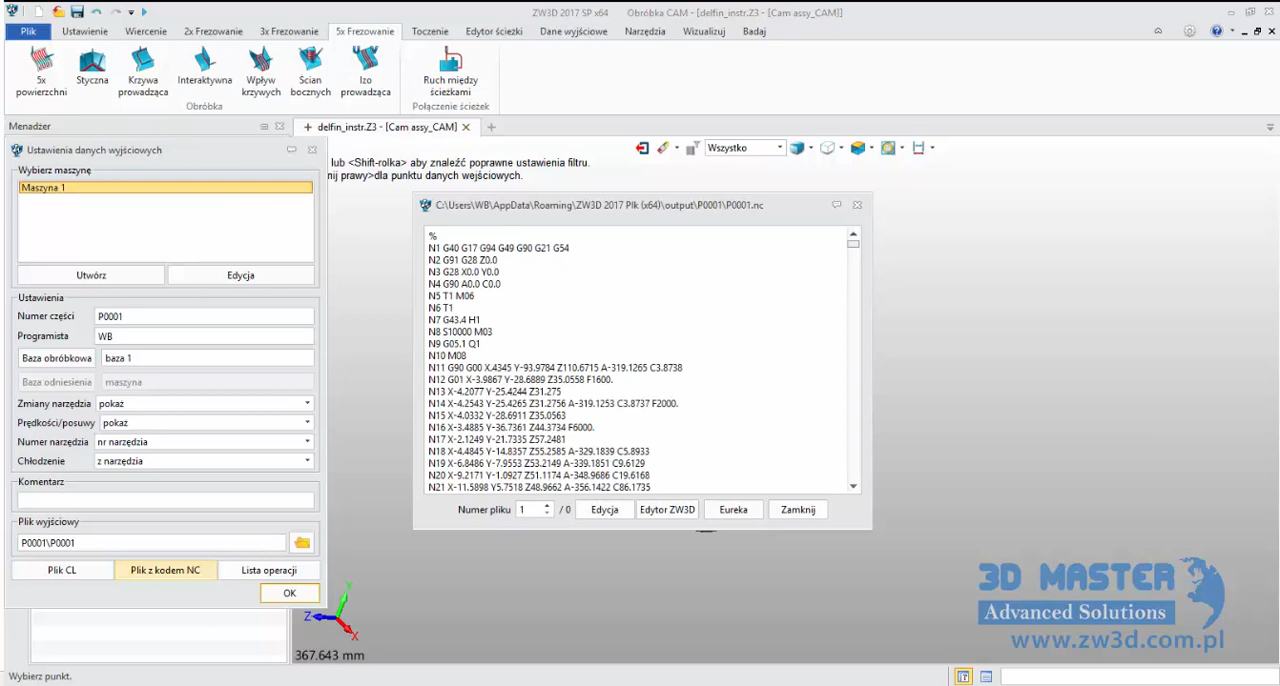 ZW3D 2017 SP x64 Obróbka CAM - [delfin_instr.Z3 - [Cam assy_CAM]]
Plik Ustawienie Wiercenie 2x Frezowanie 3x Frezowanie 5x Frezowanie Toczenie Edytor ścieżki Dane wyjściowe Narzędzia Wizualizuj Badaj
5x powierzchni
Styczna
Krzywa prowadząca
Interaktywna
Wpływ krzywych
Ścian bocznych
Izo prowadząca
Ruch między ścieżkami
Obróbka
Połączenie ścieżek
Menadżer
delfin_instr.Z3 - [Cam assy_CAM]
Ustawienia danych wyjściowych
Wybierz maszynę
Maszyna 1
Utwórz Edycja
Ustawienia
Numer części P0001
Programista WB
Baza obróbkowa baza 1
Baza odniesienia maszyna
Zmiany narzędzia pokaż
Prędkości/posuwy pokaż
Numer narzędzia nr narzędzia
Chłodzenie z narzędzia
Komentarz
Plik wyjściowy
P0001\P0001
Plik CL Plik z kodem NC Lista operacji
OK
lub <Shift-rolka> aby znaleźć poprawne ustawienia filtru.
nij prawy>dla punktu danych wejściowych.
Wszystko
C:\Users\WB\AppData\Roaming\ZW3D 2017 Plk (x64)\output\P0001\P0001.nc
%
N1 G40 G17 G94 G49 G90 G21 G54
N2 G91 G28 Z0.0
N3 G28 X0.0 Y0.0
N4 G90 A0.0 C0.0
N5 T1 M06
N6 T1
N7 G43.4 H1
N8 S10000 M03
N9 G05.1 Q1
N10 M08
N11 G90 G00 X.4345 Y-93.9784 Z110.6715 A-319.1265 C3.8738
N12 G01 X-3.9867 Y-28.6889 Z35.0558 F1600.
N13 X-4.2077 Y-25.4244 Z31.275
N14 X-4.2543 Y-25.4265 Z31.2756 A-319.1253 C3.8737 F2000.
N15 X-4.0332 Y-28.6911 Z35.0563
N16 X-3.4885 Y-36.7361 Z44.3734 F6000.
N17 X-2.1249 Y-21.7335 Z57.2481
N18 X-4.4845 Y-14.8357 Z55.2585 A-329.1839 C5.8933
N19 X-6.8486 Y-7.9553 Z53.2149 A-339.1851 C9.6129
N20 X-9.2171 Y-1.0927 Z51.1174 A-348.9686 C19.6168
N21 X-11.5898 Y5.7518 Z48.9662 A-356.1422 C86.1735
Numer pliku 1 / 0 Edycja Edytor ZW3D Eureka Zamknij
Y
Z
X
367.643 mm
3D MASTER
Advanced Solutions
www.zw3d.com.pl
Wybierz punkt.